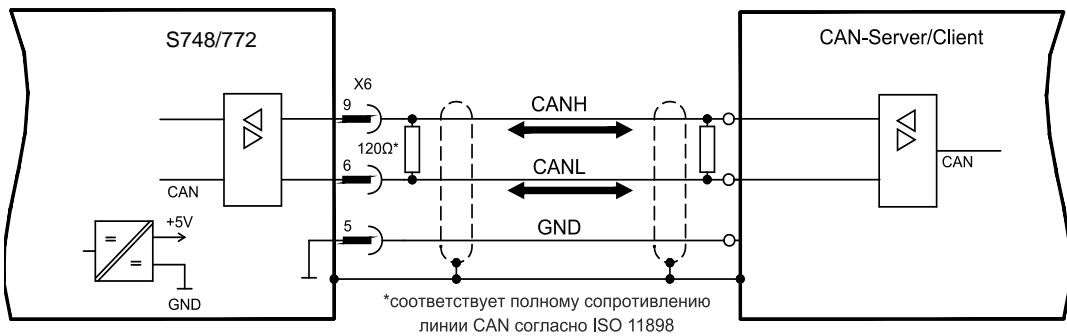 S748/772
CAN-Server/Client
X6
9
CANH
120Ω*
6
CANL
CAN
CAN
+5V
5
GND
GND
*соответствует полному сопротивлению
линии CAN согласно ISO 11898